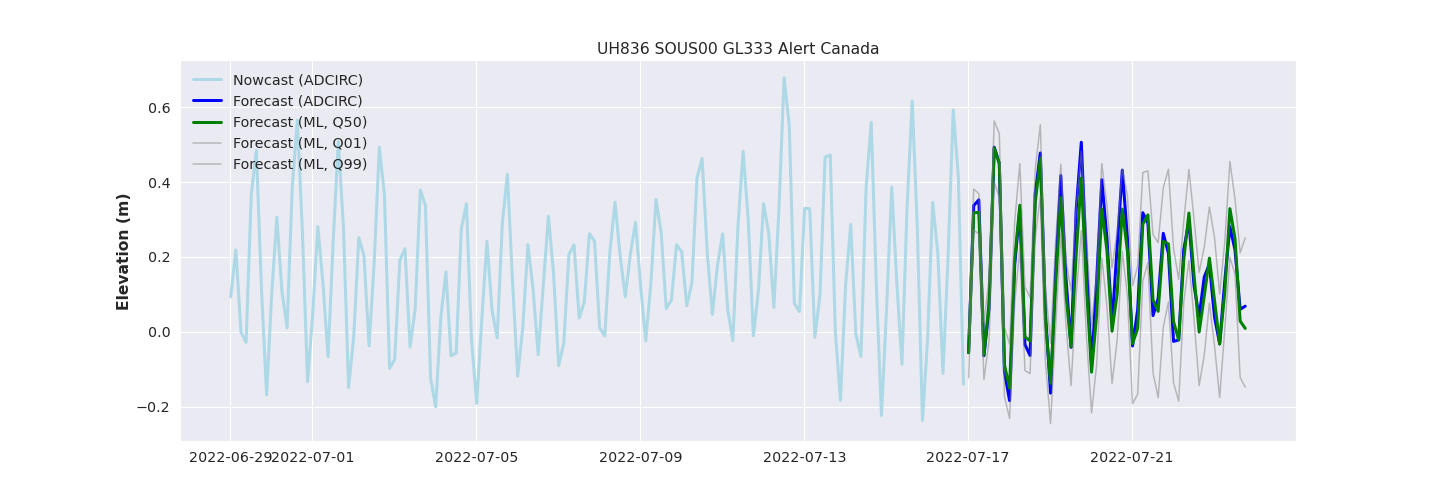 UH836 SOUS00 GL333 Alert Canada
Nowcast (ADCIRC)
Forecast (ADCIRC)
Forecast (ML, Q50)
Forecast (ML, Q01)
Forecast (ML, Q99)
Elevation (m)
0.6
0.4
0.2
0.0
−0.2
2022-06-29 2022-07-01 2022-07-05 2022-07-09 2022-07-13 2022-07-17 2022-07-21